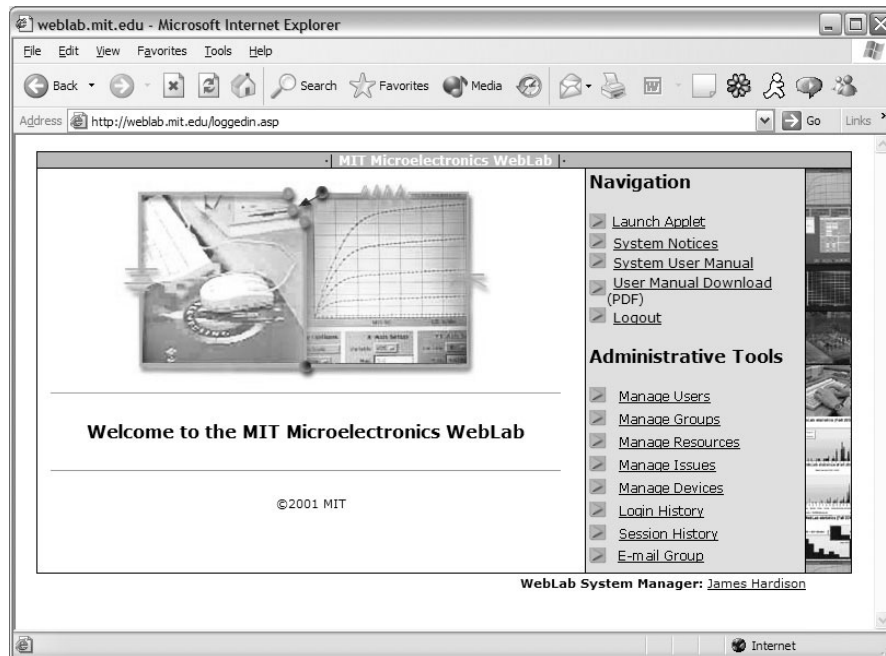 weblab.mit.edu - Microsoft Internet Explorer
File Edit View Favorites Tools Help
Back Search Favorites Media
Address http://weblab.mit.edu/loggedin.asp Go Links
·| MIT Microelectronics WebLab |·
Navigation
Launch Applet
System Notices
System User Manual
User Manual Download
(PDF)
Logout
Administrative Tools
Manage Users
Manage Groups
Manage Resources
Manage Issues
Manage Devices
Login History
Session History
E-mail Group
Welcome to the MIT Microelectronics WebLab
©2001 MIT
WebLab System Manager: James Hardison
Internet